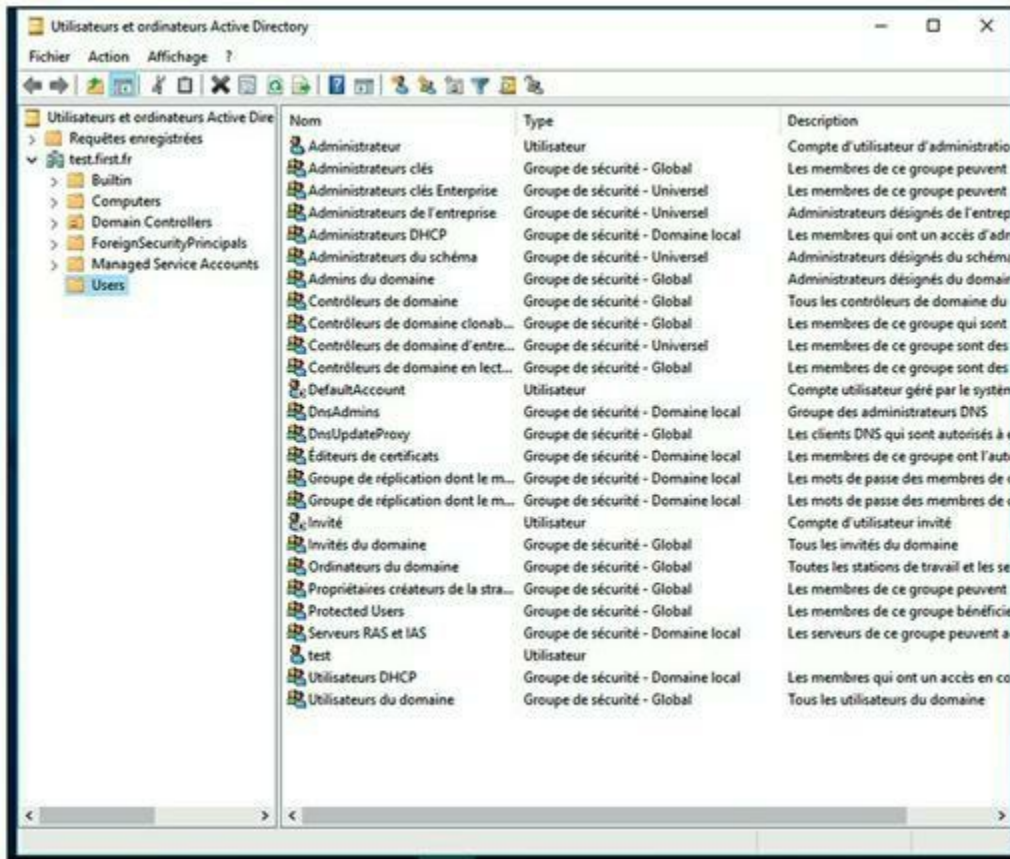 Utilisateurs et ordinateurs Active Directory
Fichier Action Affichage ?
Utilisateurs et ordinateurs Active Dire
Requêtes enregistrées
test.first.fr
Builtin
Computers
Domain Controllers
ForeignSecurityPrincipals
Managed Service Accounts
Users
Nom Type Description
Administrateur Utilisateur Compte d'utilisateur d'administratio
Administrateurs clés Groupe de sécurité - Global Les membres de ce groupe peuvent
Administrateurs clés Enterprise Groupe de sécurité - Universel Les membres de ce groupe peuvent
Administrateurs de l'entreprise Groupe de sécurité - Universel Administrateurs désignés de l'entrep
Administrateurs DHCP Groupe de sécurité - Domaine local Les membres qui ont un accès d'adm
Administrateurs du schéma Groupe de sécurité - Universel Administrateurs désignés du schéma
Admins du domaine Groupe de sécurité - Global Administrateurs désignés du domain
Contrôleurs de domaine Groupe de sécurité - Global Tous les contrôleurs de domaine du
Contrôleurs de domaine clonab... Groupe de sécurité - Global Les membres de ce groupe qui sont
Contrôleurs de domaine d'entre... Groupe de sécurité - Universel Les membres de ce groupe sont des
Contrôleurs de domaine en lect... Groupe de sécurité - Global Les membres de ce groupe sont des
DefaultAccount Utilisateur Compte utilisateur géré par le systèm
DnsAdmins Groupe de sécurité - Domaine local Groupe des administrateurs DNS
DnsUpdateProxy Groupe de sécurité - Global Les clients DNS qui sont autorisés à e
Éditeurs de certificats Groupe de sécurité - Domaine local Les membres de ce groupe ont l'auto
Groupe de réplication dont le m... Groupe de sécurité - Domaine local Les mots de passe des membres de c
Groupe de réplication dont le m... Groupe de sécurité - Domaine local Les mots de passe des membres de c
Invité Utilisateur Compte d'utilisateur invité
Invités du domaine Groupe de sécurité - Global Tous les invités du domaine
Ordinateurs du domaine Groupe de sécurité - Global Toutes les stations de travail et les se
Propriétaires créateurs de la stra... Groupe de sécurité - Global Les membres de ce groupe peuvent
Protected Users Groupe de sécurité - Global Les membres de ce groupe bénéficie
Serveurs RAS et IAS Groupe de sécurité - Domaine local Les serveurs de ce groupe peuvent a
test Utilisateur
Utilisateurs DHCP Groupe de sécurité - Domaine local Les membres qui ont un accès en co
Utilisateurs du domaine Groupe de sécurité - Global Tous les utilisateurs du domaine